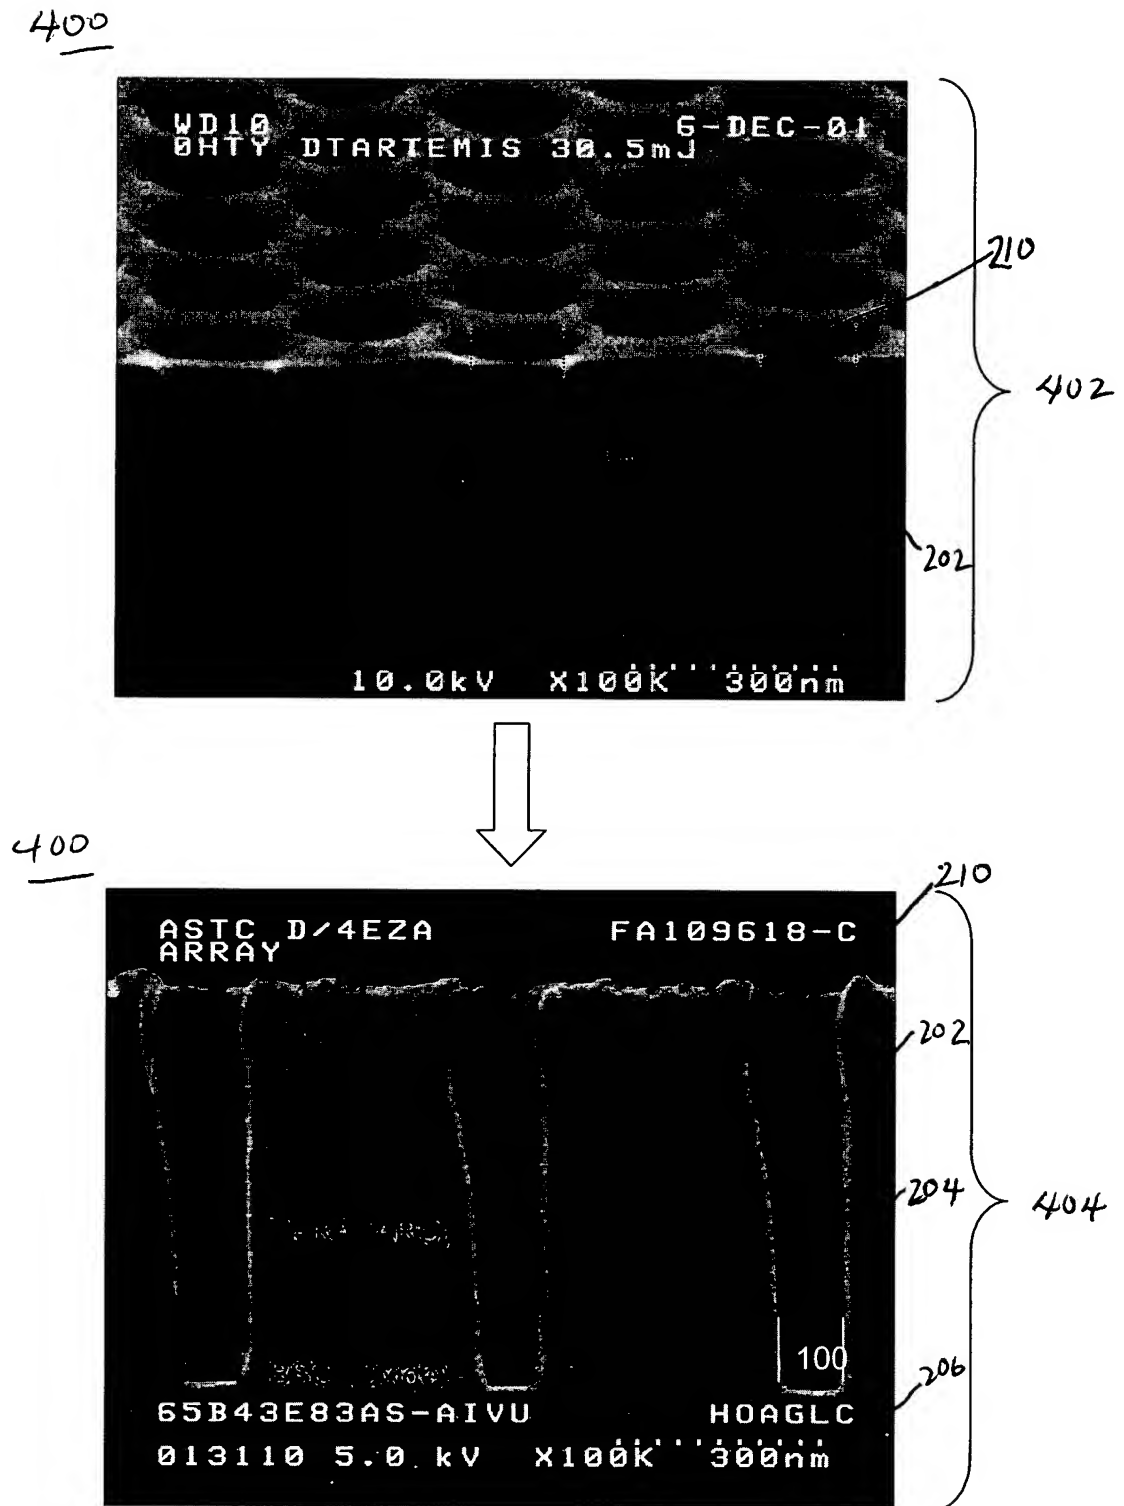 400
WD10 6-DEC-01
0HTY DTARTEMIS 30.5mJ
210
402
202
10.0kV X100K 300nm
400
210
ASTC D/4EZA FA109618-C
ARRAY
202
204
404
100
206
65B43E83AS-AIVU HOAGLC
013110 5.0 kV X100K 300nm